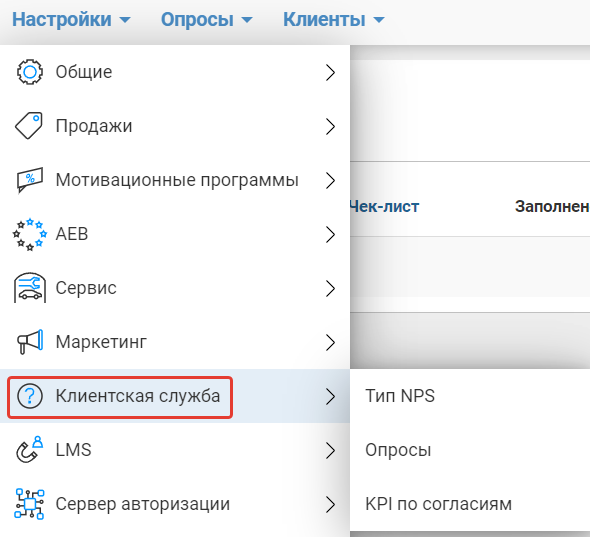 Настройки Опросы Клиенты
Общие
Продажи
Мотивационные программы
Чек-лист Заполнен
АЕВ
Сервис
Маркетинг
Клиентская служба
Тип NPS
LMS
Опросы
Сервер авторизации
KPI по согласиям